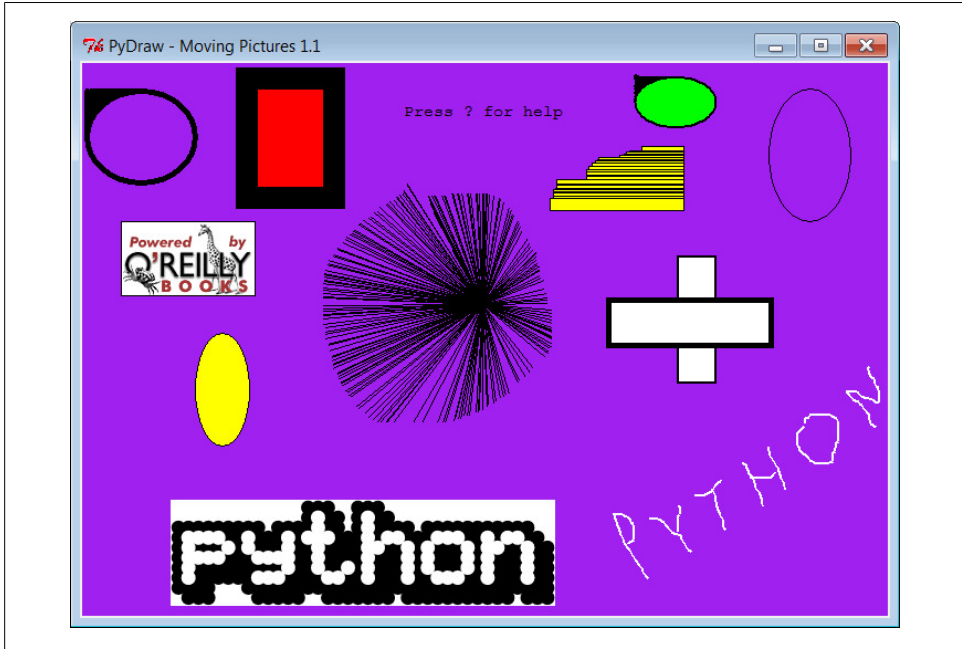 PyDraw - Moving Pictures 1.1
Press ? for help
Powered by
O'REILLY
BOOKS
PYTHON
python